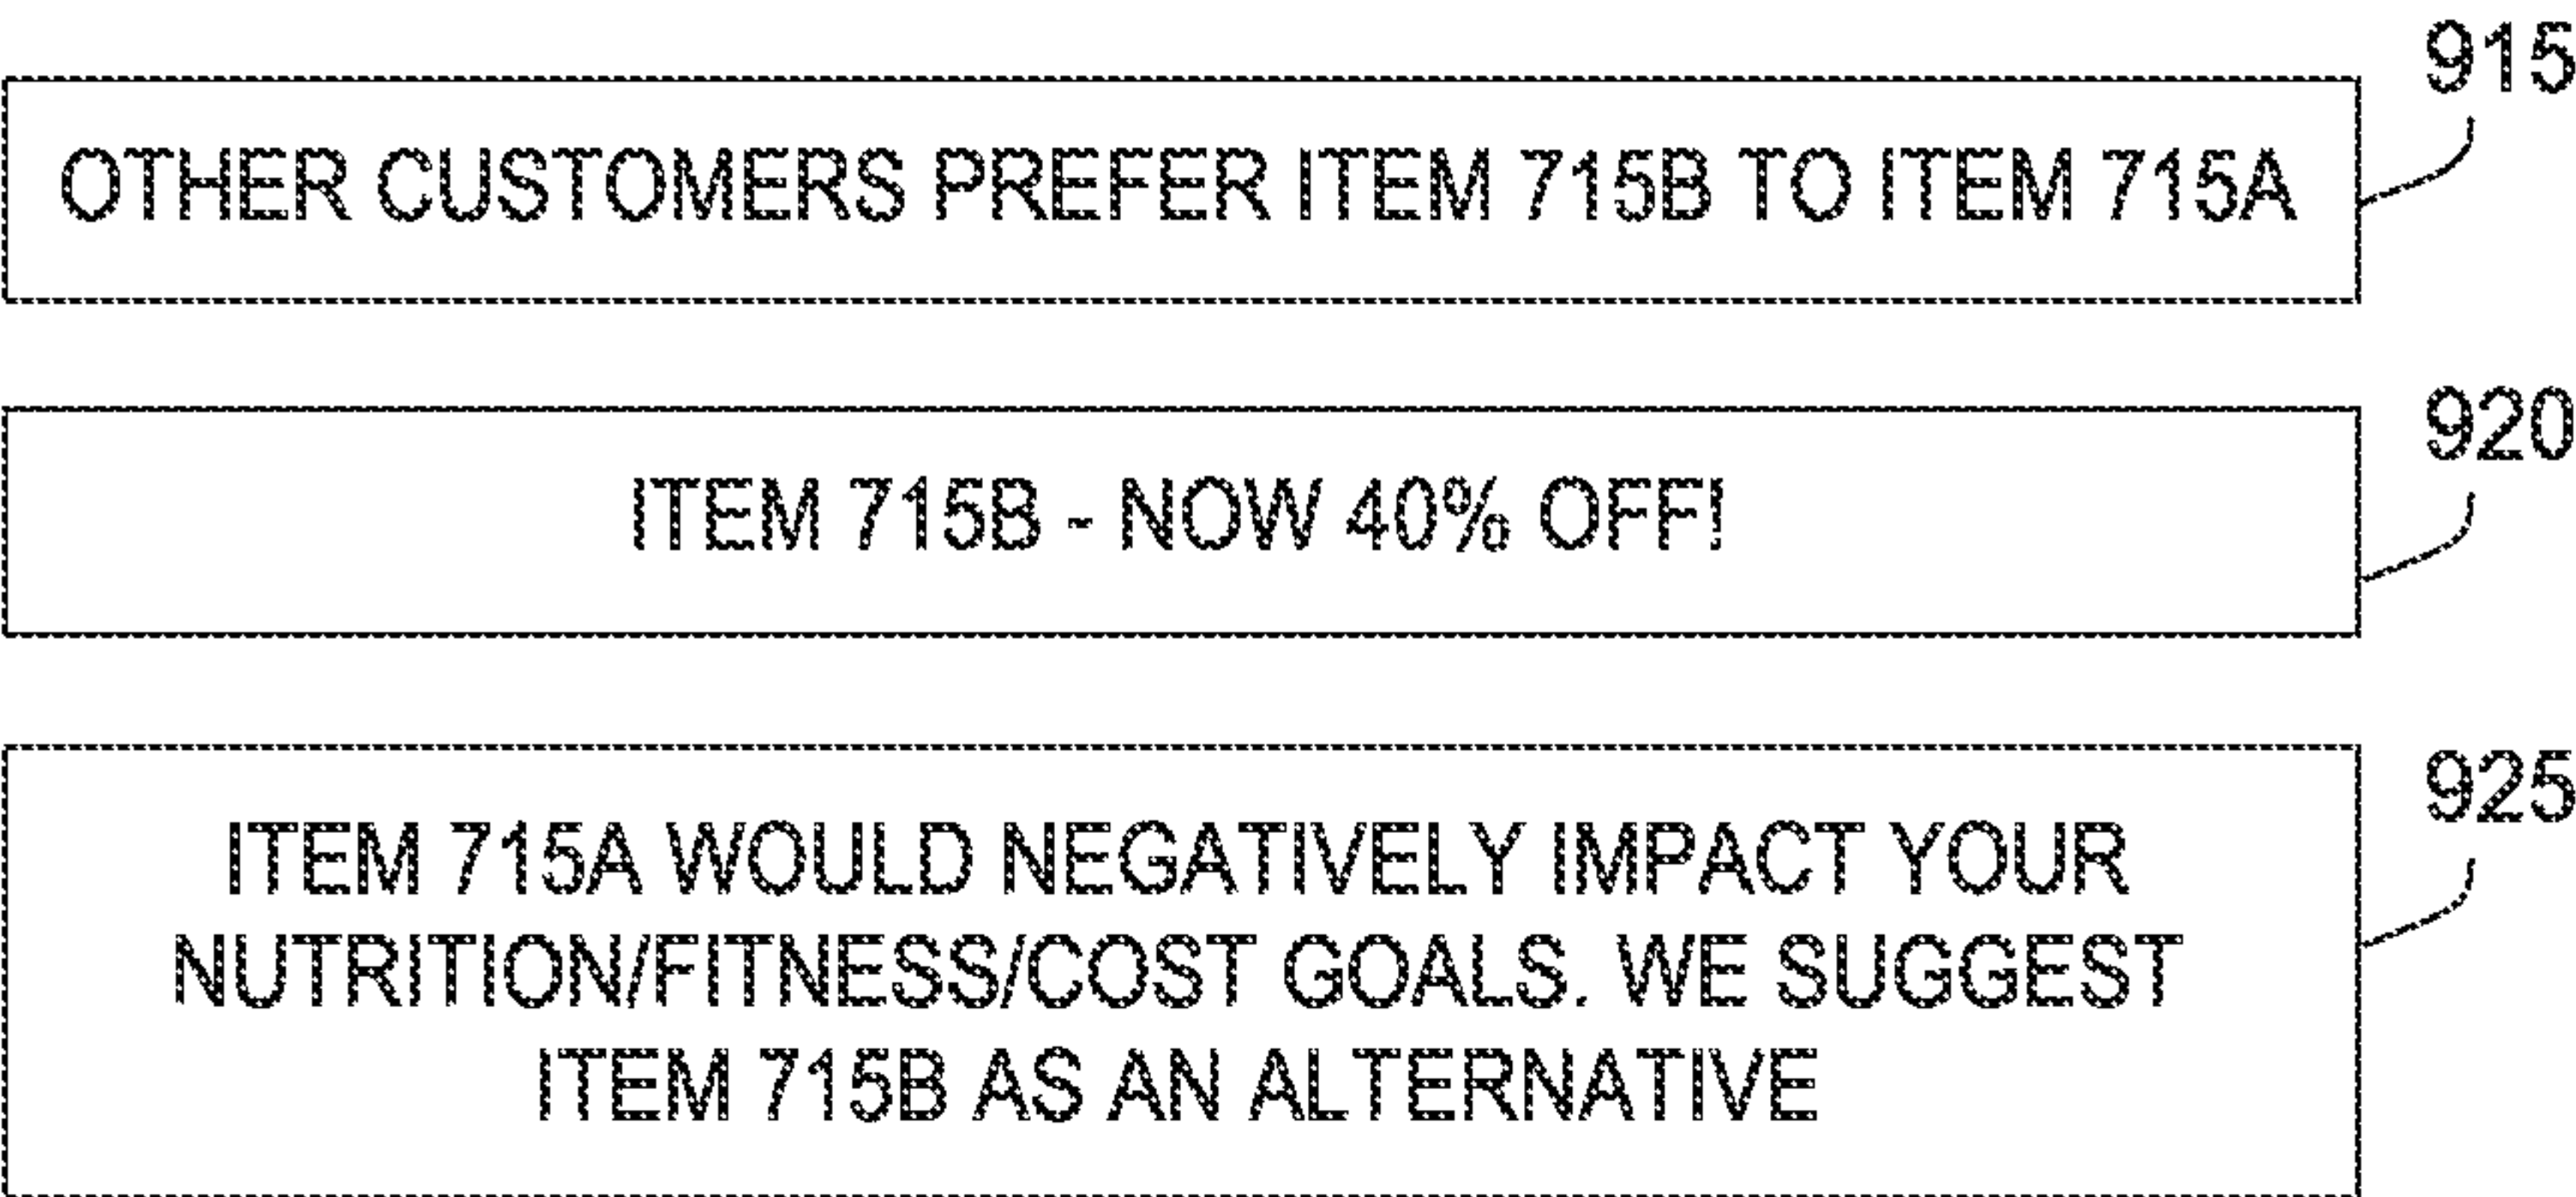 915
OTHER CUSTOMERS PREFER ITEM 715B TO ITEM 715A
920
ITEM 715B - NOW 40% OFF!
925
ITEM 715A WOULD NEGATIVELY IMPACT YOUR
NUTRITION/FITNESS/COST GOALS. WE SUGGEST
ITEM 715B AS AN ALTERNATIVE